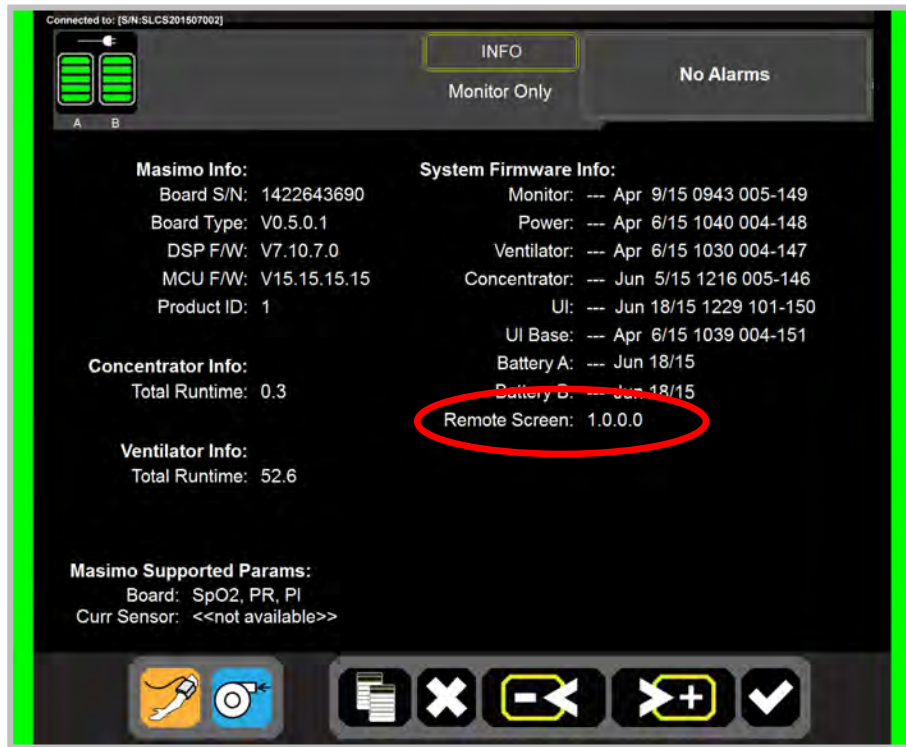 Connected to: [S/N:SLCS201507002]
INFO
Monitor Only
No Alarms
A B
Masimo Info:
Board S/N: 1422643690
Board Type: V0.5.0.1
DSP F/W: V7.10.7.0
MCU F/W: V15.15.15.15
Product ID: 1
Concentrator Info:
Total Runtime: 0.3
Ventilator Info:
Total Runtime: 52.6
Masimo Supported Params:
Board: SpO2, PR, PI
Curr Sensor: <<not available>>
System Firmware Info:
Monitor: --- Apr 9/15 0943 005-149
Power: --- Apr 6/15 1040 004-148
Ventilator: --- Apr 6/15 1030 004-147
Concentrator: --- Jun 5/15 1216 005-146
UI: --- Jun 18/15 1229 101-150
UI Base: --- Apr 6/15 1039 004-151
Battery A: --- Jun 18/15
Battery B: --- Jun 18/15
Remote Screen: 1.0.0.0